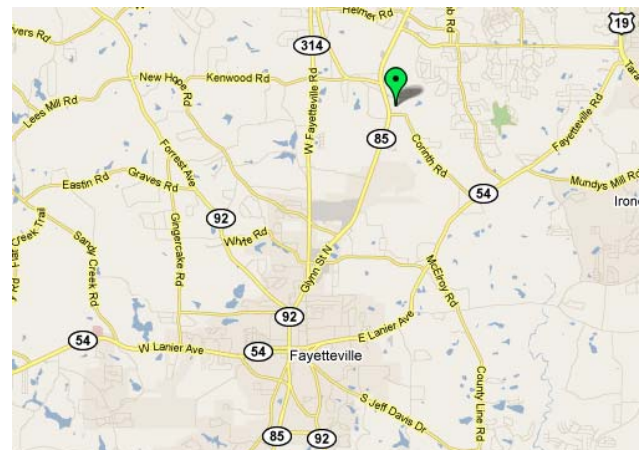 Helmer Rd
19
314
New Hope Rd
Kenwood Rd
W Fayetteville Rd
Lees Mill Rd
85
Fayetteville Rd
Forrest Ave
Corinth Rd
Mundys Mill Rd
Eastin Rd
Graves Rd
54
92
White Rd
Gingercake Rd
Sandy Creek Rd
Creek Trail
Glynn St N
McElroy Rd
92
E Lanier Ave
54
W Lanier Ave
54
Fayetteville
County Line Rd
S Jeff Davis Dr
85
92